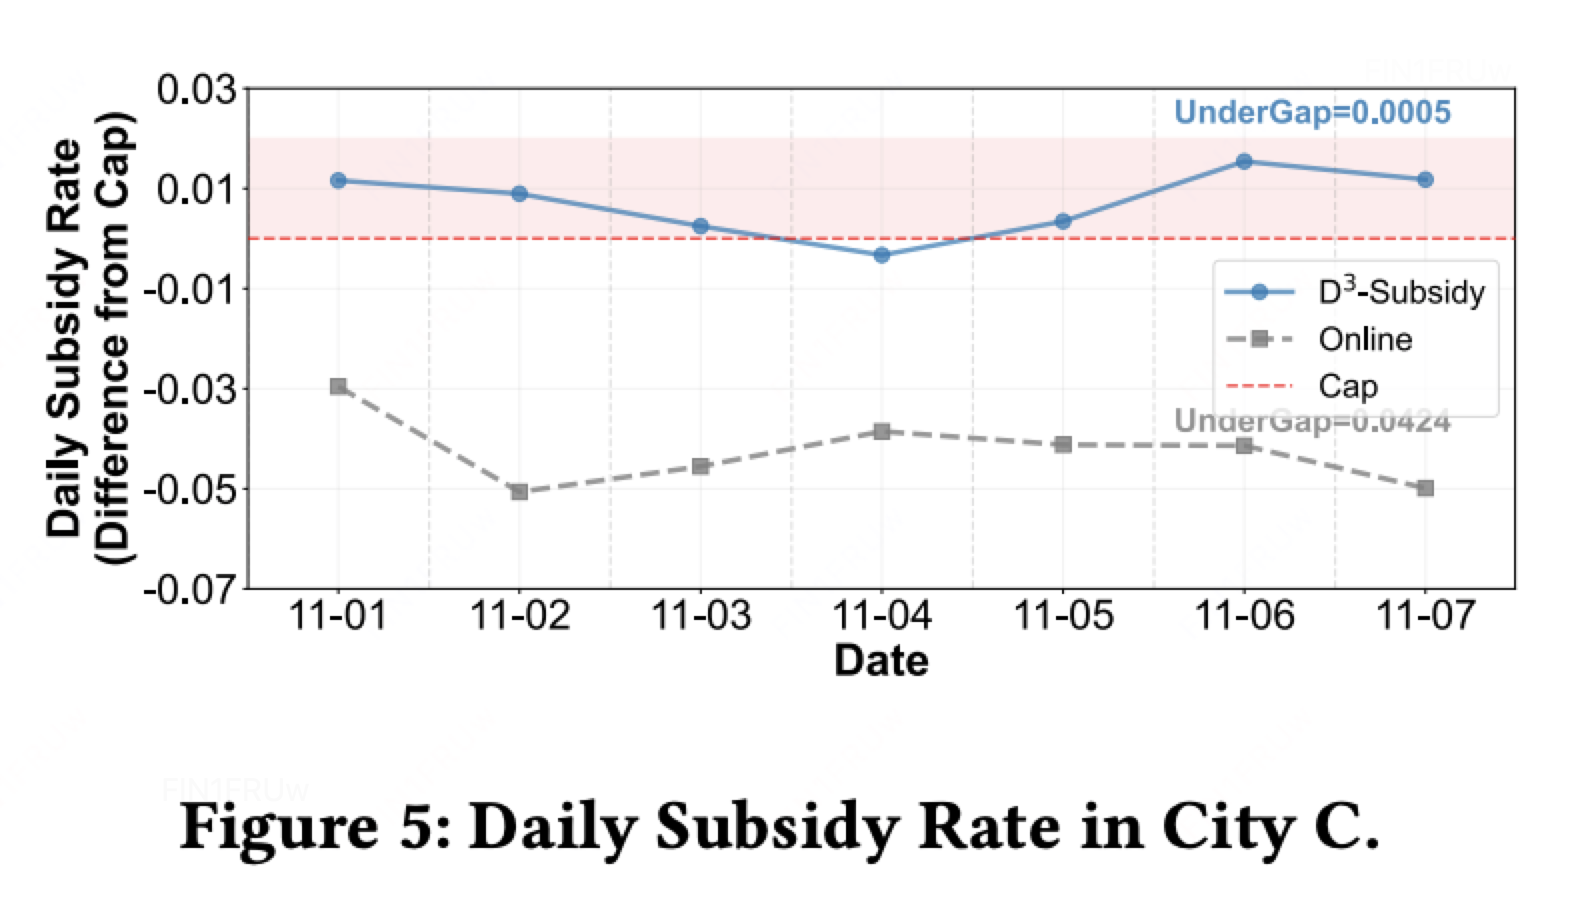 0.03
0.01
-0.01
-0.03
-0.05
-0.07
Daily Subsidy Rate
(Difference from Cap)
UnderGap=0.0005
D³-Subsidy
Online
Cap
UnderGap=0.0424
11-01 11-02 11-03 11-04 11-05 11-06 11-07
Date
FIN1FRUw
Figure 5: Daily Subsidy Rate in City C.